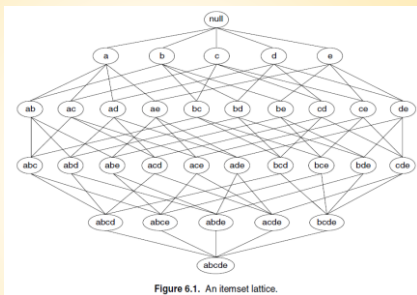 null
a b c d e
ab ac ad ae bc bd be cd ce de
abc abd abe acd ace ade bcd bce bde cde
abcd abce abde acde bcde
abcde
Figure 6.1. An itemset lattice.